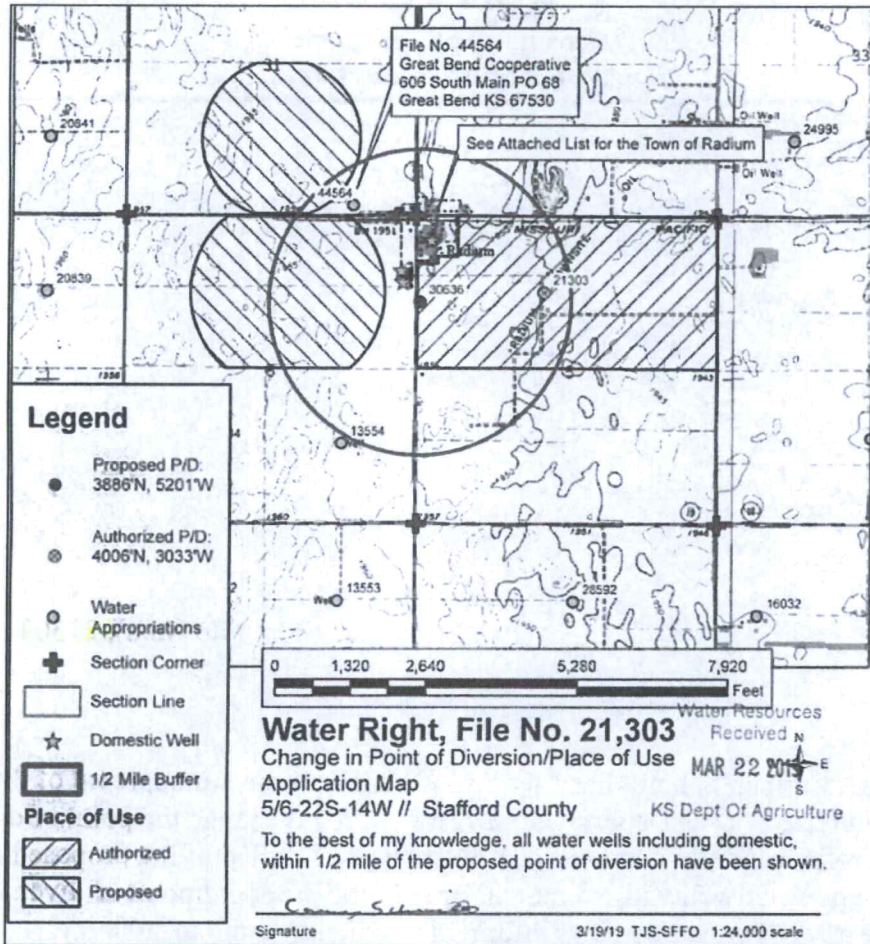 31
33
File No. 44564
Great Bend Cooperative
606 South Main PO 68
Great Bend KS 67530
See Attached List for the Town of Radium
Oil Well
24995
Oil Well
20841
44564
MISSOURI PACIFIC
Radium
20839
30636
21303
1943
13554
13553
28592
16032
Legend
Proposed P/D:
3886'N, 5201'W
Authorized P/D:
4006'N, 3033'W
Water
Appropriations
Section Corner
Section Line
Domestic Well
1/2 Mile Buffer
Place of Use
Authorized
Proposed
0 1,320 2,640 5,280 7,920
Feet
Water Right, File No. 21,303
Change in Point of Diversion/Place of Use
Application Map
5/6-22S-14W // Stafford County
Water Resources
Received
MAR 22 2019
KS Dept Of Agriculture
N
E
S
To the best of my knowledge, all water wells including domestic,
within 1/2 mile of the proposed point of diversion have been shown.
Signature
3/19/19 TJS-SFFO 1:24,000 scale